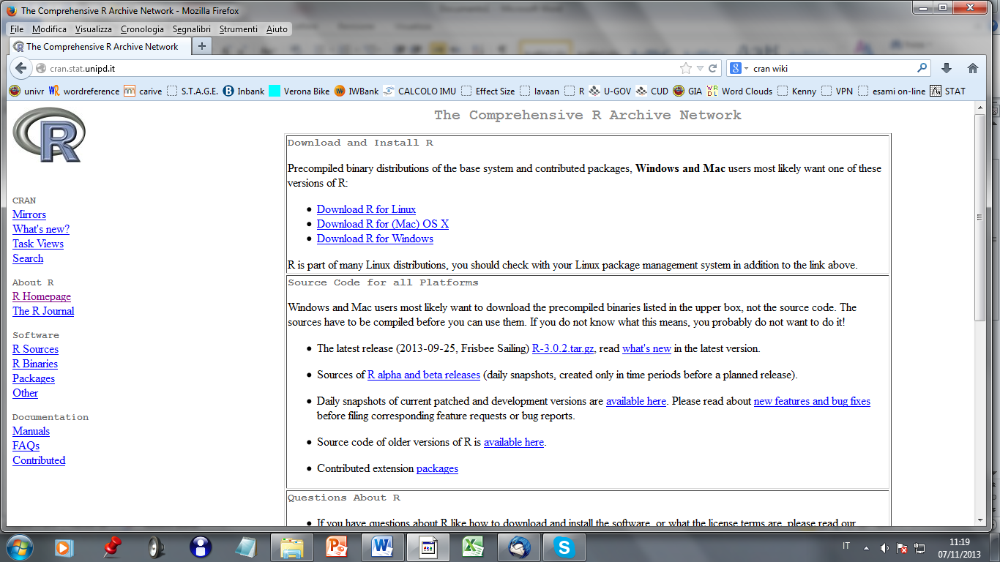 The Comprehensive R Archive Network - Mozilla Firefox
File Modifica Visualizza Cronologia Segnalibri Strumenti Aiuto
The Comprehensive R Archive Network
cran.stat.unipd.it
cran wiki
univr wordreference carive S.T.A.G.E. Inbank Verona Bike IWBank CALCOLO IMU Effect Size lavaan R U-GOV CUD GIA Word Clouds Kenny VPN esami on-line STAT
R
CRAN
Mirrors
What's new?
Task Views
Search
About R
R Homepage
The R Journal
Software
R Sources
R Binaries
Packages
Other
Documentation
Manuals
FAQs
Contributed
The Comprehensive R Archive Network
Download and Install R
Precompiled binary distributions of the base system and contributed packages, Windows and Mac users most likely want one of these
versions of R:
Download R for Linux
Download R for (Mac) OS X
Download R for Windows
R is part of many Linux distributions, you should check with your Linux package management system in addition to the link above.
Source Code for all Platforms
Windows and Mac users most likely want to download the precompiled binaries listed in the upper box, not the source code. The
sources have to be compiled before you can use them. If you do not know what this means, you probably do not want to do it!
The latest release (2013-09-25, Frisbee Sailing) R-3.0.2.tar.gz, read what's new in the latest version.
Sources of R alpha and beta releases (daily snapshots, created only in time periods before a planned release).
Daily snapshots of current patched and development versions are available here. Please read about new features and bug fixes
before filing corresponding feature requests or bug reports.
Source code of older versions of R is available here.
Contributed extension packages
Questions About R
If you have questions about R like how to download and install the software, or what the license terms are, please read our
IT
11:19
07/11/2013